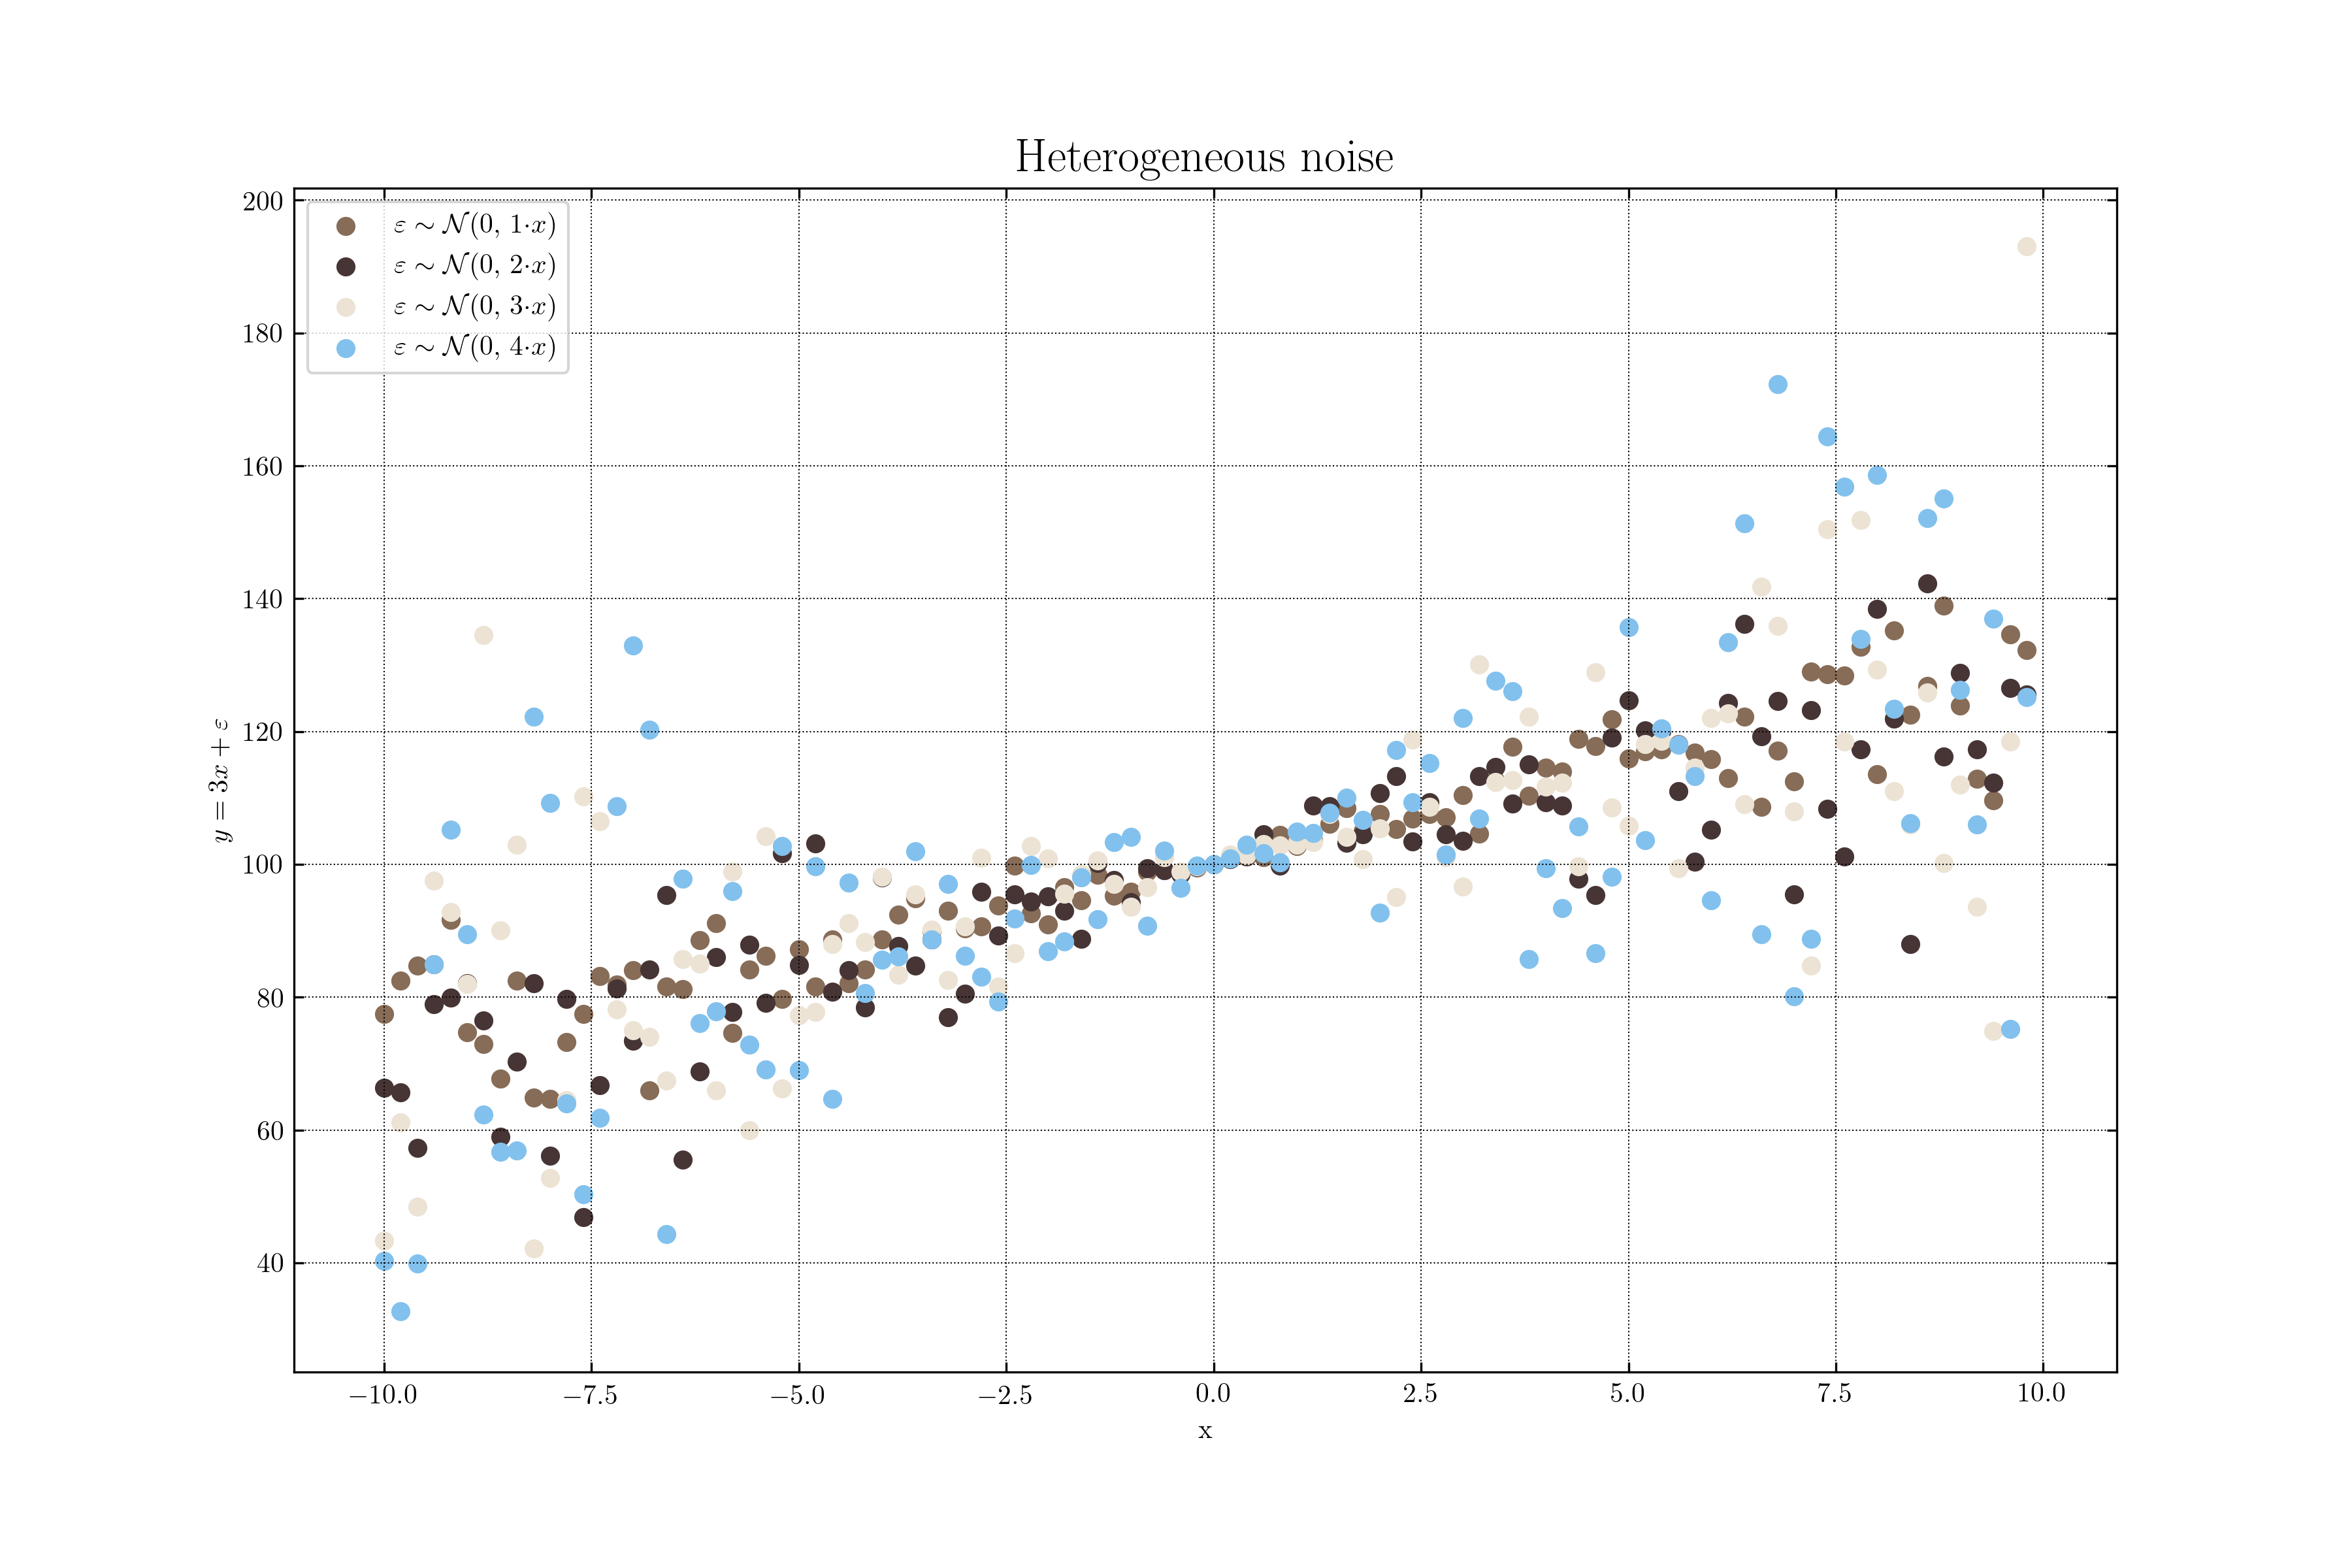 Heterogeneous noise
ε ∼ 𝒩(0, 1·x)
ε ∼ 𝒩(0, 2·x)
ε ∼ 𝒩(0, 3·x)
ε ∼ 𝒩(0, 4·x)
200
180
160
140
120
100
80
60
40
y = 3x + ε
−10.0 −7.5 −5.0 −2.5 0.0 2.5 5.0 7.5 10.0
x